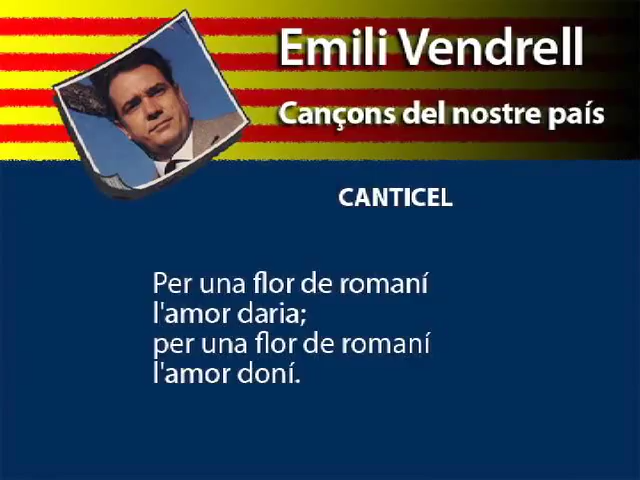 Emili Vendrell
Cançons del nostre país
CANTICEL
Per una flor de romaní
l'amor daria;
per una flor de romaní
l'amor doní.